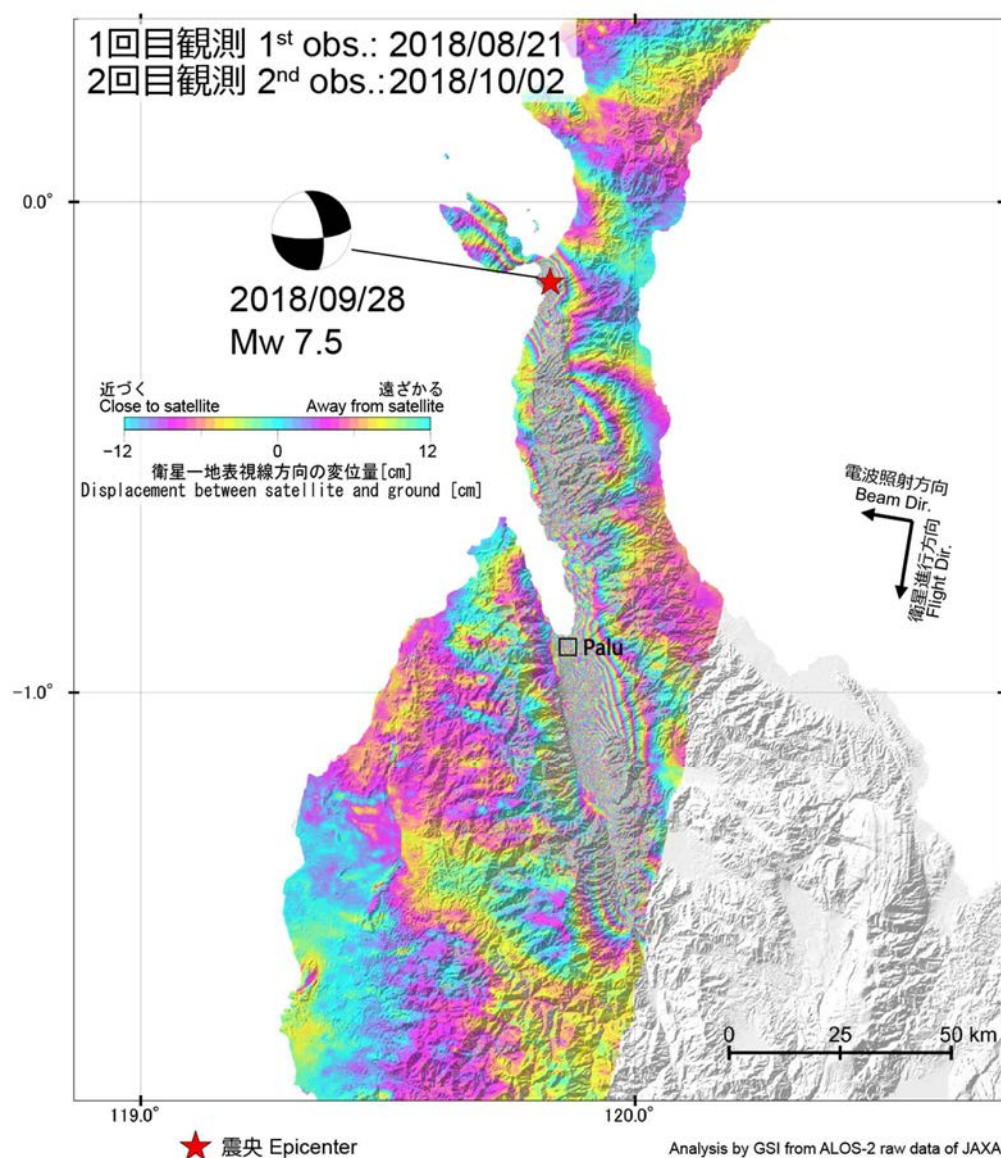 1回目観測 1st obs.: 2018/08/21
2回目観測 2nd obs.: 2018/10/02
0.0°
2018/09/28
Mw 7.5
近づく 遠ざかる
Close to satellite Away from satellite
-12 0 12
衛星－地表視線方向の変位量[cm]
Displacement between satellite and ground [cm]
電波照射方向
Beam Dir.
衛星進行方向
Flight Dir.
Palu
-1.0°
0 25 50 km
119.0° 120.0°
震央 Epicenter
Analysis by GSI from ALOS-2 raw data of JAXA